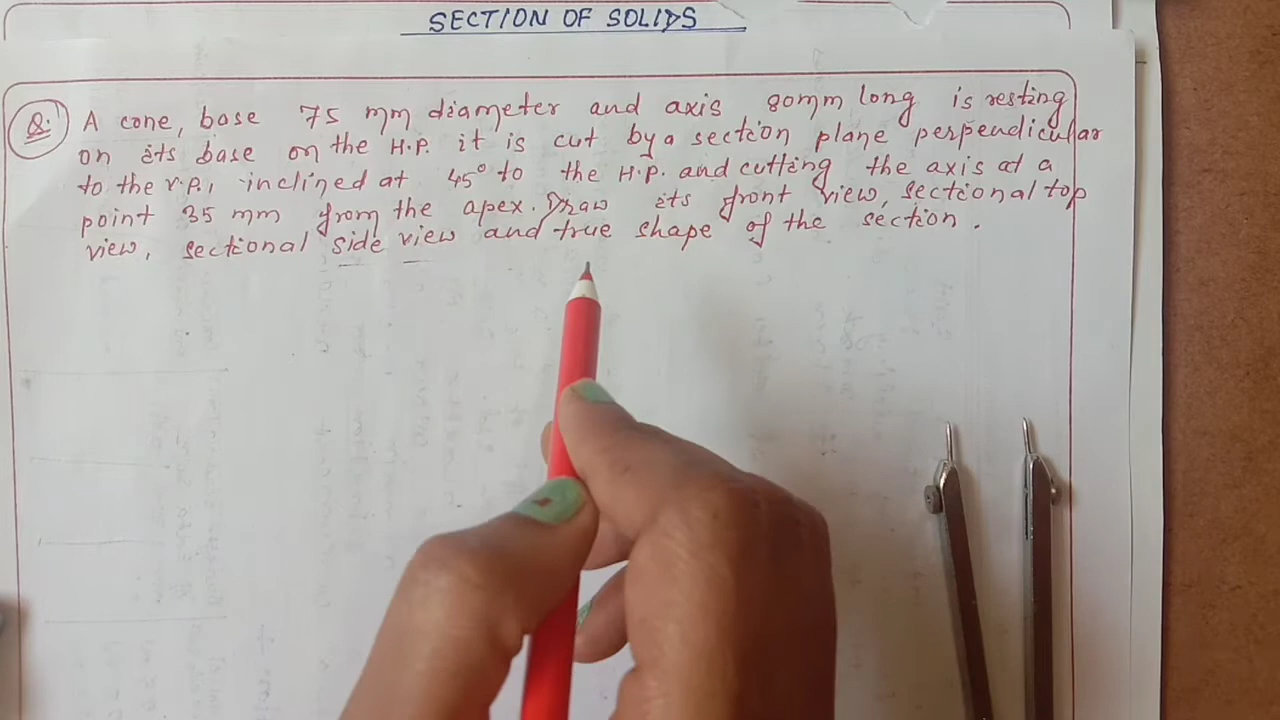 SECTION OF SOLIDS
Q. A cone, base 75 mm diameter and axis 80mm long is resting
on its base on the H.P. it is cut by a section plane perpendicular
to the V.P., inclined at 45° to the H.P. and cutting the axis at a
point 35 mm from the apex. Draw its front view, sectional top
view, sectional side view and true shape of the section.